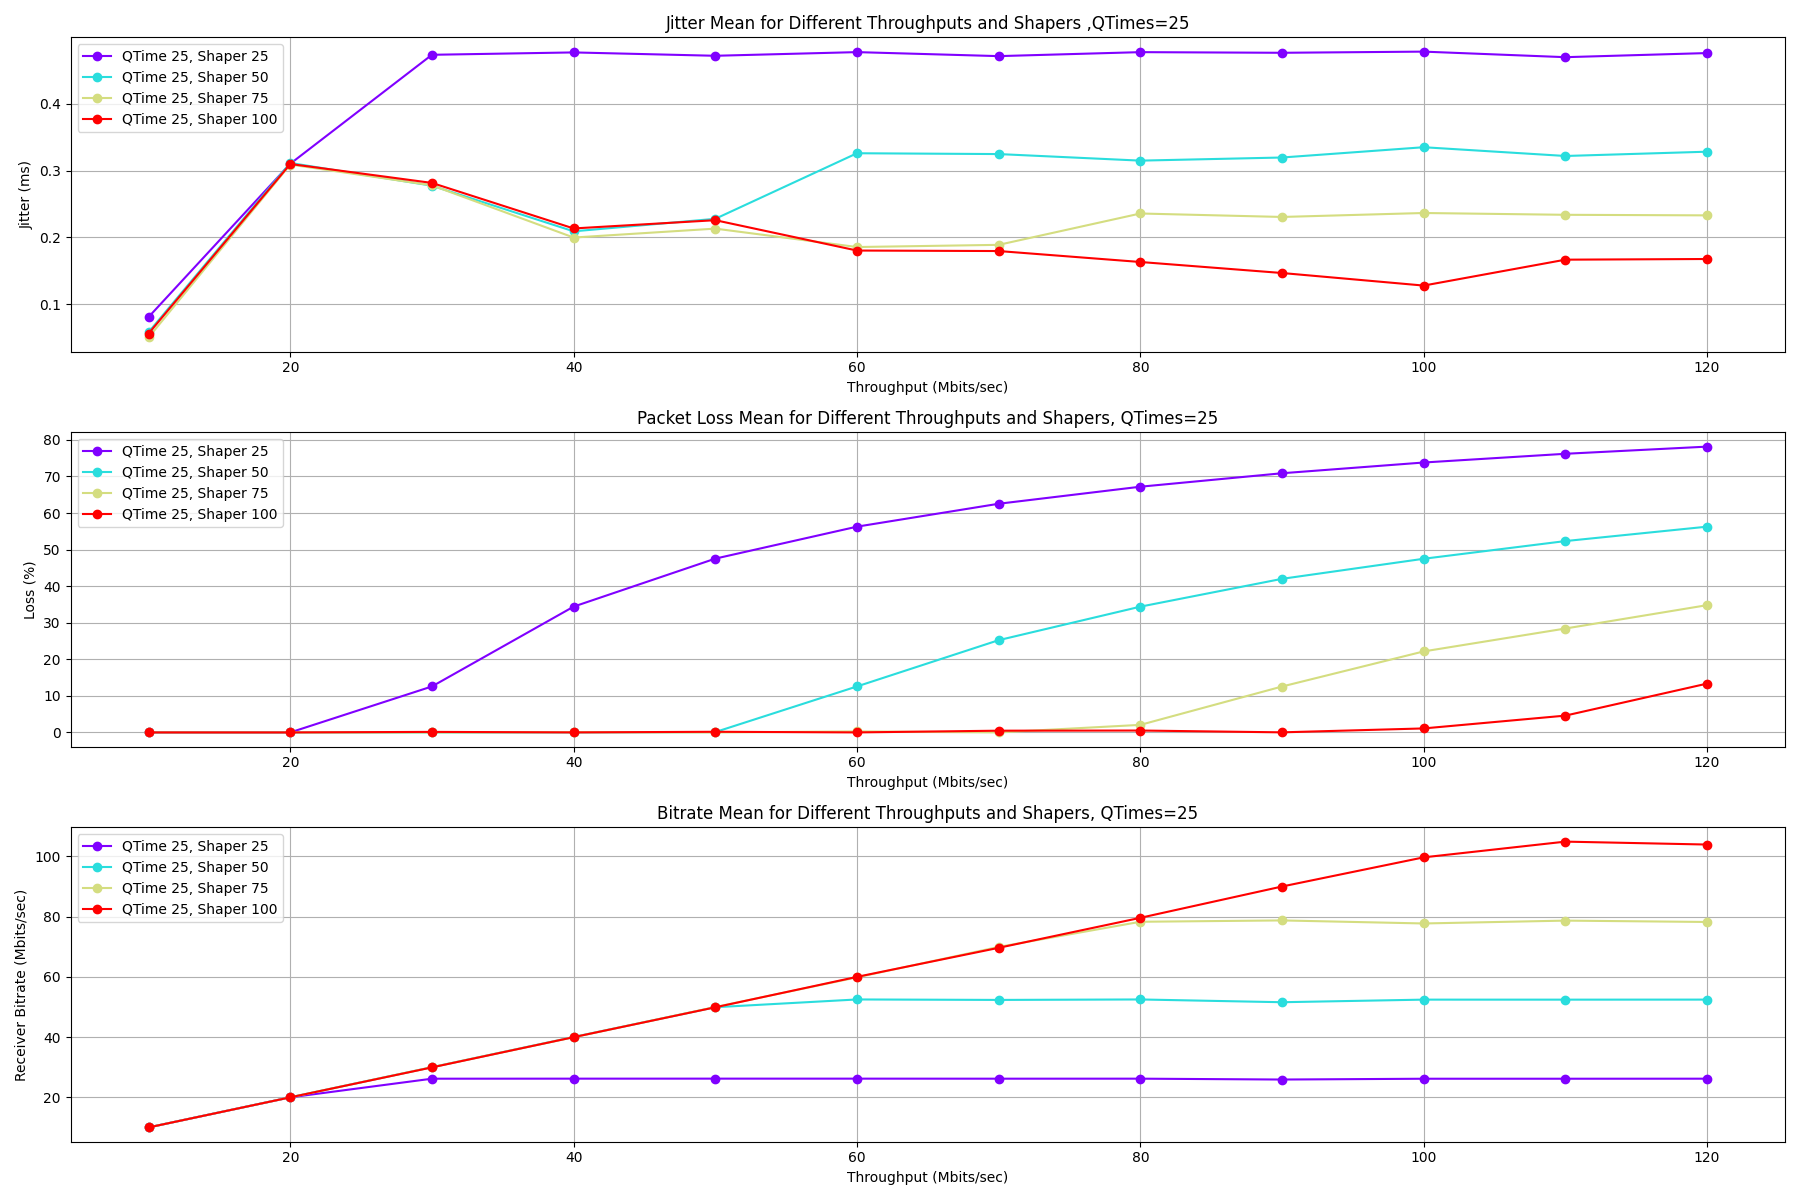 Jitter Mean for Different Throughputs and Shapers ,QTimes=25
QTime 25, Shaper 25
QTime 25, Shaper 50
QTime 25, Shaper 75
QTime 25, Shaper 100
Jitter (ms)
0.4
0.3
0.2
0.1
20 40 60 80 100 120
Throughput (Mbits/sec)
Packet Loss Mean for Different Throughputs and Shapers, QTimes=25
QTime 25, Shaper 25
QTime 25, Shaper 50
QTime 25, Shaper 75
QTime 25, Shaper 100
Loss (%)
80
70
60
50
40
30
20
10
0
20 40 60 80 100 120
Throughput (Mbits/sec)
Bitrate Mean for Different Throughputs and Shapers, QTimes=25
QTime 25, Shaper 25
QTime 25, Shaper 50
QTime 25, Shaper 75
QTime 25, Shaper 100
Receiver Bitrate (Mbits/sec)
100
80
60
40
20
20 40 60 80 100 120
Throughput (Mbits/sec)